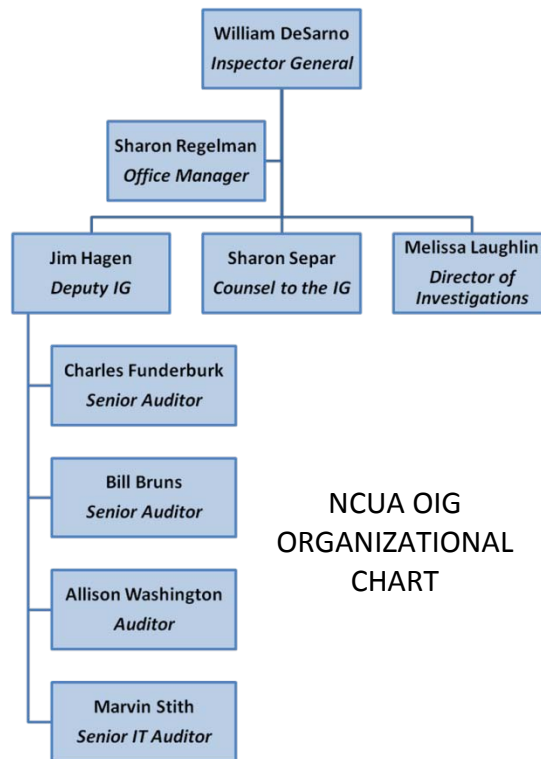 William DeSarno
Inspector General
Sharon Regelman
Office Manager
Jim Hagen
Deputy IG
Sharon Separ
Counsel to the IG
Melissa Laughlin
Director of
Investigations
Charles Funderburk
Senior Auditor
Bill Bruns
Senior Auditor
Allison Washington
Auditor
Marvin Stith
Senior IT Auditor
NCUA OIG
ORGANIZATIONAL
CHART